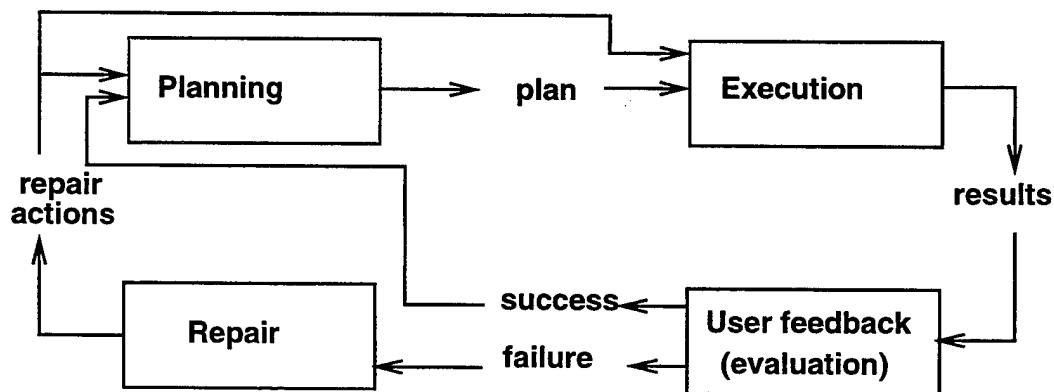 Planning
plan
Execution
repair
actions
results
success
User feedback
(evaluation)
Repair
failure